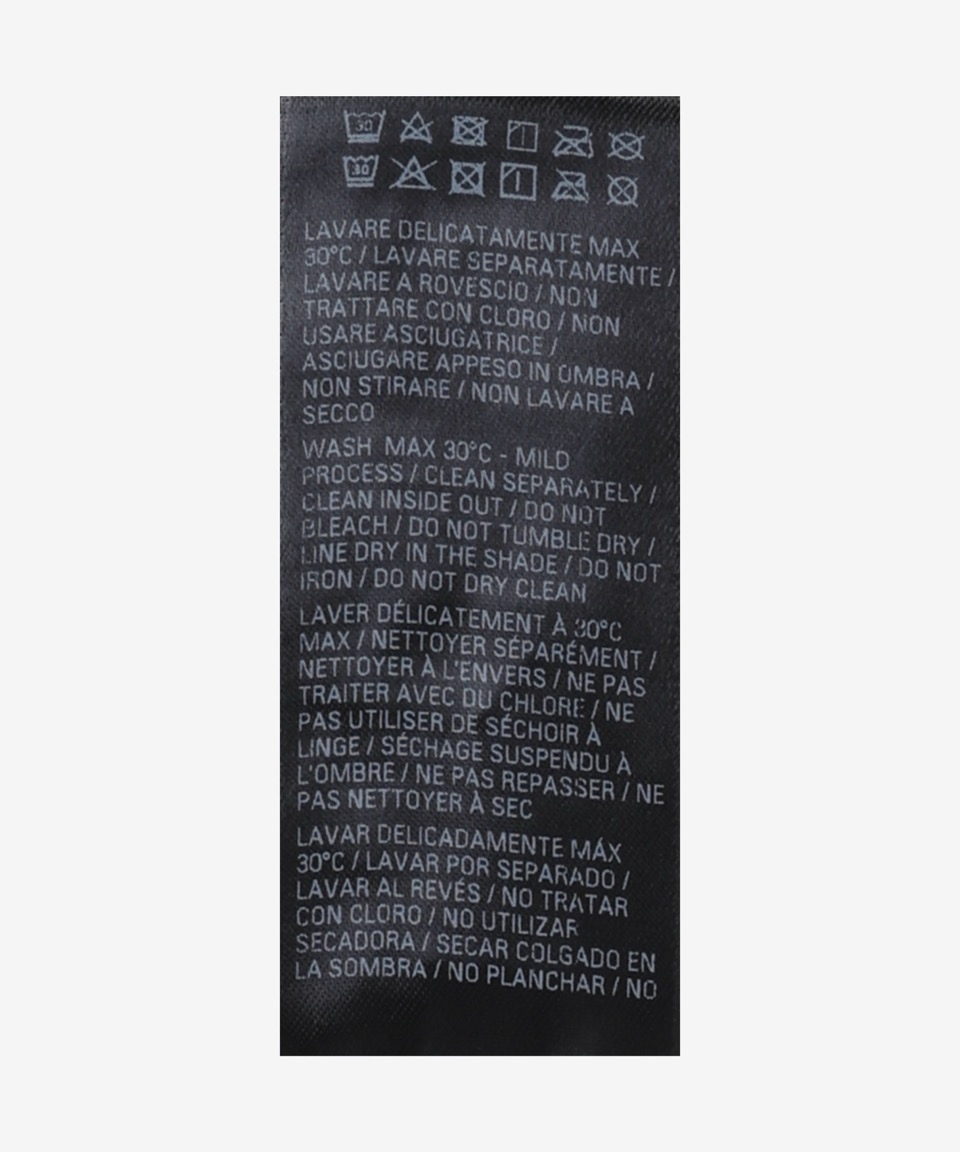 30
30
LAVARE DELICATAMENTE MAX
30°C / LAVARE SEPARATAMENTE /
LAVARE A ROVESCIO / NON
TRATTARE CON CLORO / NON
USARE ASCIUGATRICE /
ASCIUGARE APPESO IN OMBRA /
NON STIRARE / NON LAVARE A
SECCO
WASH MAX 30°C - MILD
PROCESS / CLEAN SEPARATELY /
CLEAN INSIDE OUT / DO NOT
BLEACH / DO NOT TUMBLE DRY /
LINE DRY IN THE SHADE / DO NOT
IRON / DO NOT DRY CLEAN
LAVER DÉLICATEMENT À 30°C
MAX / NETTOYER SÉPARÉMENT /
NETTOYER À L'ENVERS / NE PAS
TRAITER AVEC DU CHLORE / NE
PAS UTILISER DE SÉCHOIR À
LINGE / SÉCHAGE SUSPENDU À
L'OMBRE / NE PAS REPASSER / NE
PAS NETTOYER À SEC
LAVAR DELICADAMENTE MÁX
30°C / LAVAR POR SEPARADO /
LAVAR AL REVÉS / NO TRATAR
CON CLORO / NO UTILIZAR
SECADORA / SECAR COLGADO EN
LA SOMBRA / NO PLANCHAR / NO